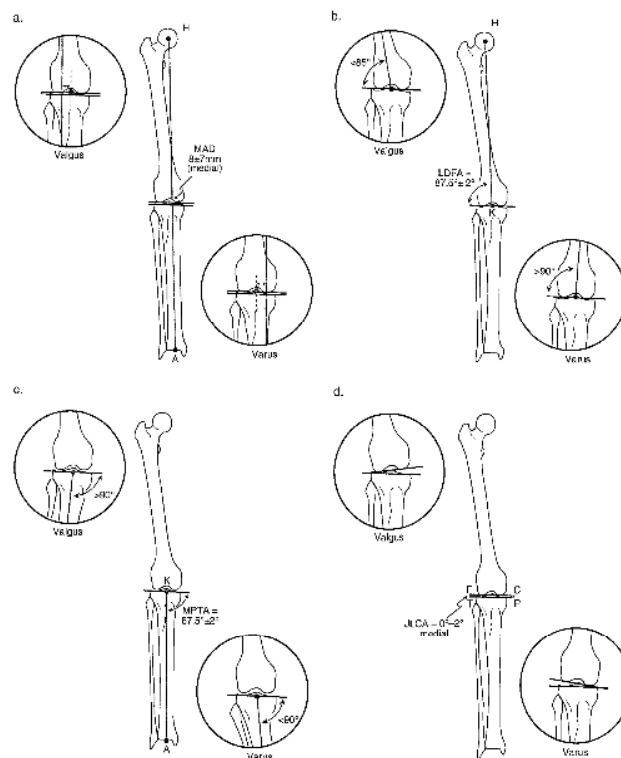 a.
H
Valgus
MAD
8±7mm
(medial)
Varus
A
b.
H
<85°
Valgus
LDFA =
87.5°± 2°
K
>90°
Varus
c.
>90°
Valgus
K
MPTA =
87.5°±2°
<90°
Varus
A
d.
Valgus
F C
T P
JLCA = 0°–2°
medial
Varus